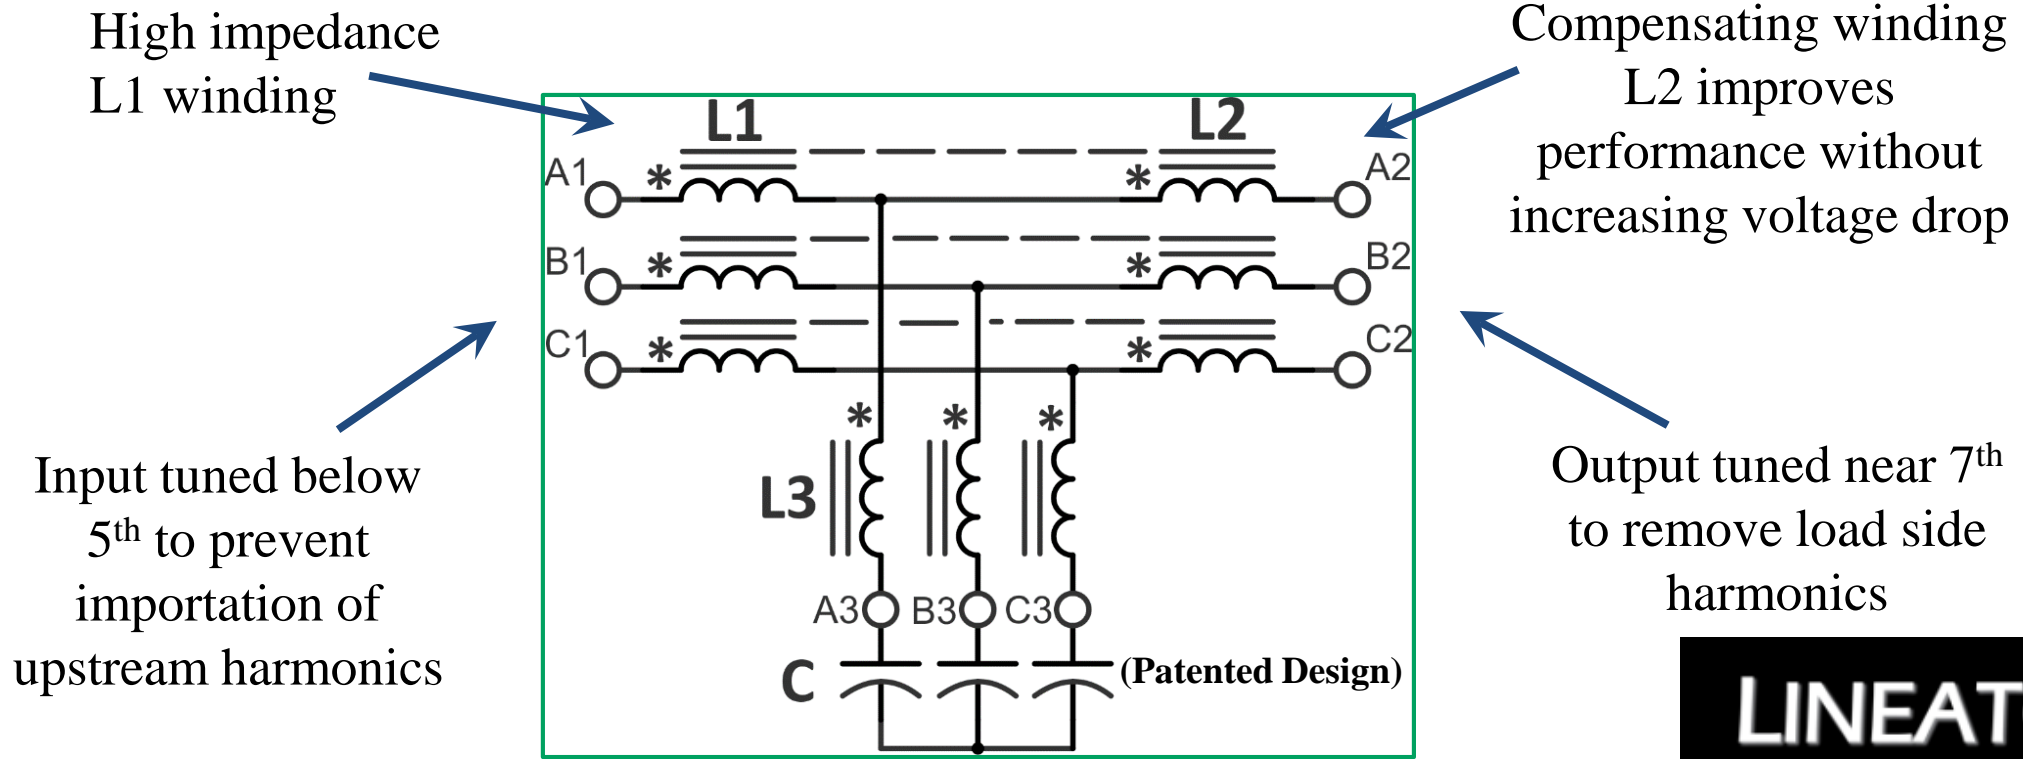 High impedance
L1 winding
Compensating winding
L2 improves
performance without
increasing voltage drop
L1
L2
A1
*
*
A2
B1
*
*
B2
C1
*
*
C2
*
*
*
L3
Input tuned below
5th to prevent
importation of
upstream harmonics
Output tuned near 7th
to remove load side
harmonics
A3
B3
C3
C
(Patented Design)
LINEAT